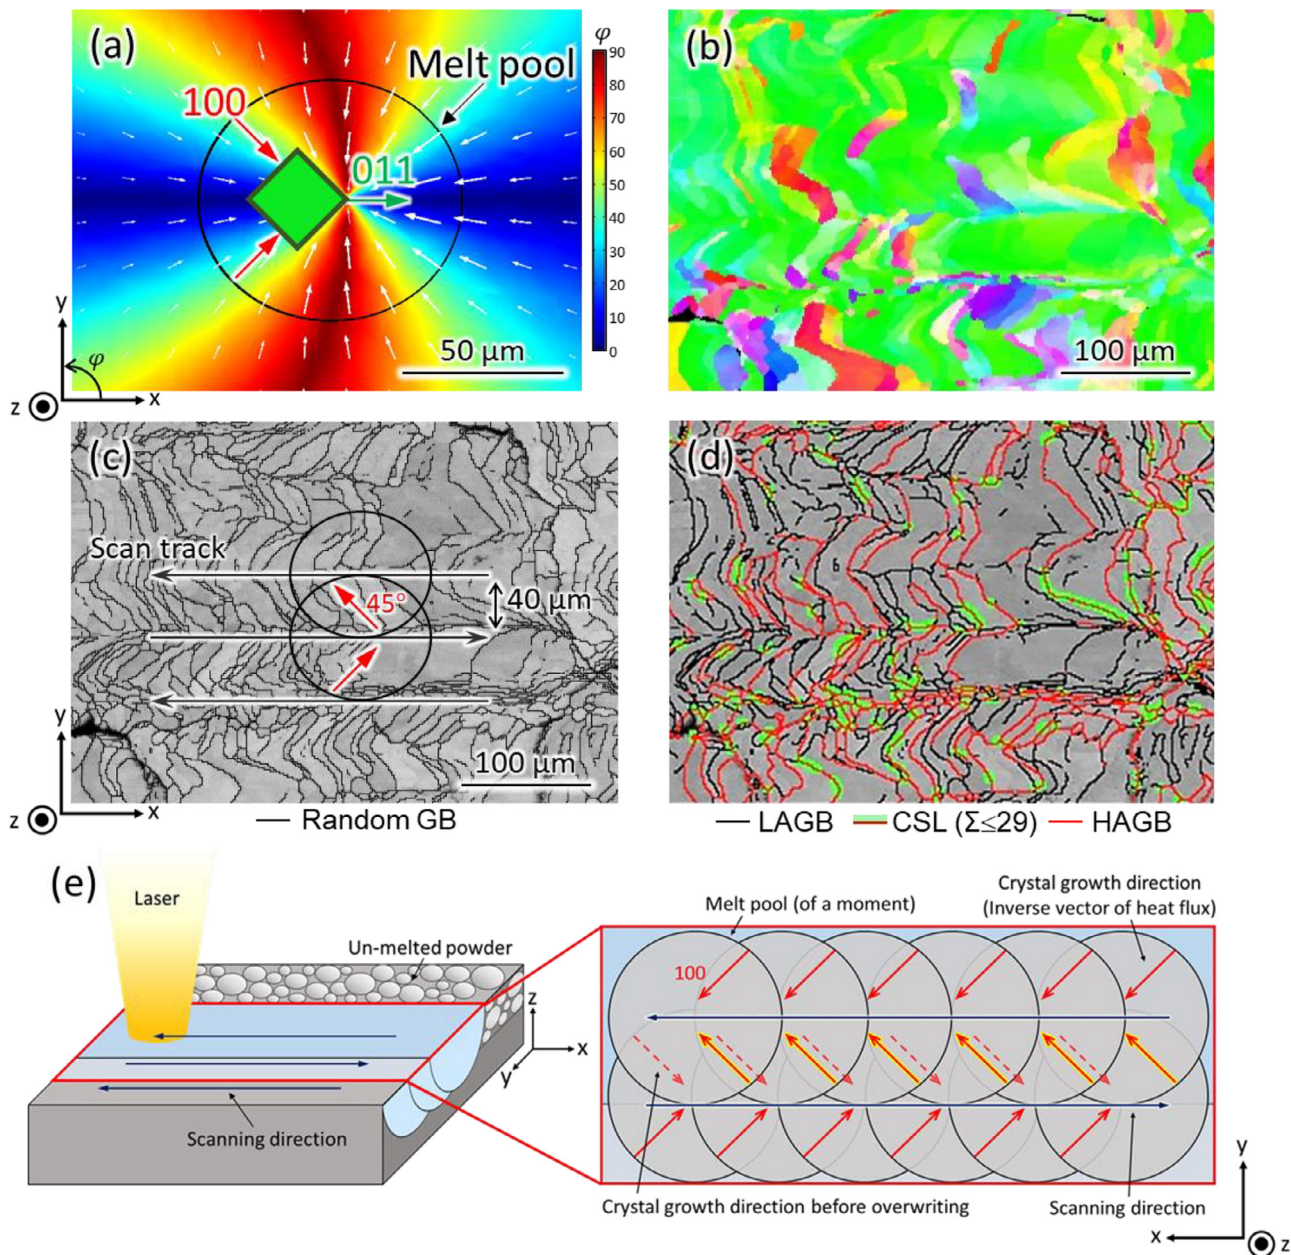 (a)
φ
Melt pool
100
011
90
80
70
60
50
40
30
20
10
0
50 μm
y
φ
z
x
(b)
100 μm
(c)
Scan track
45°
40 μm
100 μm
y
z
x
— Random GB
(d)
— LAGB
CSL (Σ≤29)
— HAGB
(e)
Laser
Un-melted powder
z
x
y
Scanning direction
Melt pool (of a moment)
Crystal growth direction
(Inverse vector of heat flux)
100
Crystal growth direction before overwriting
Scanning direction
y
x
z